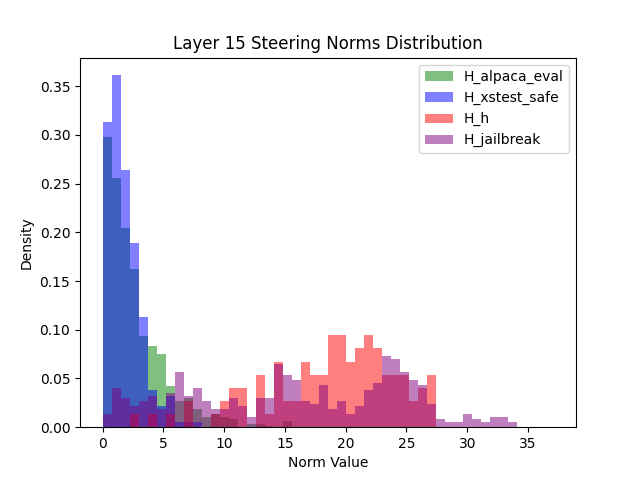 Layer 15 Steering Norms Distribution
H_alpaca_eval
H_xstest_safe
H_h
H_jailbreak
Density
0.35
0.30
0.25
0.20
0.15
0.10
0.05
0.00
0 5 10 15 20 25 30 35
Norm Value